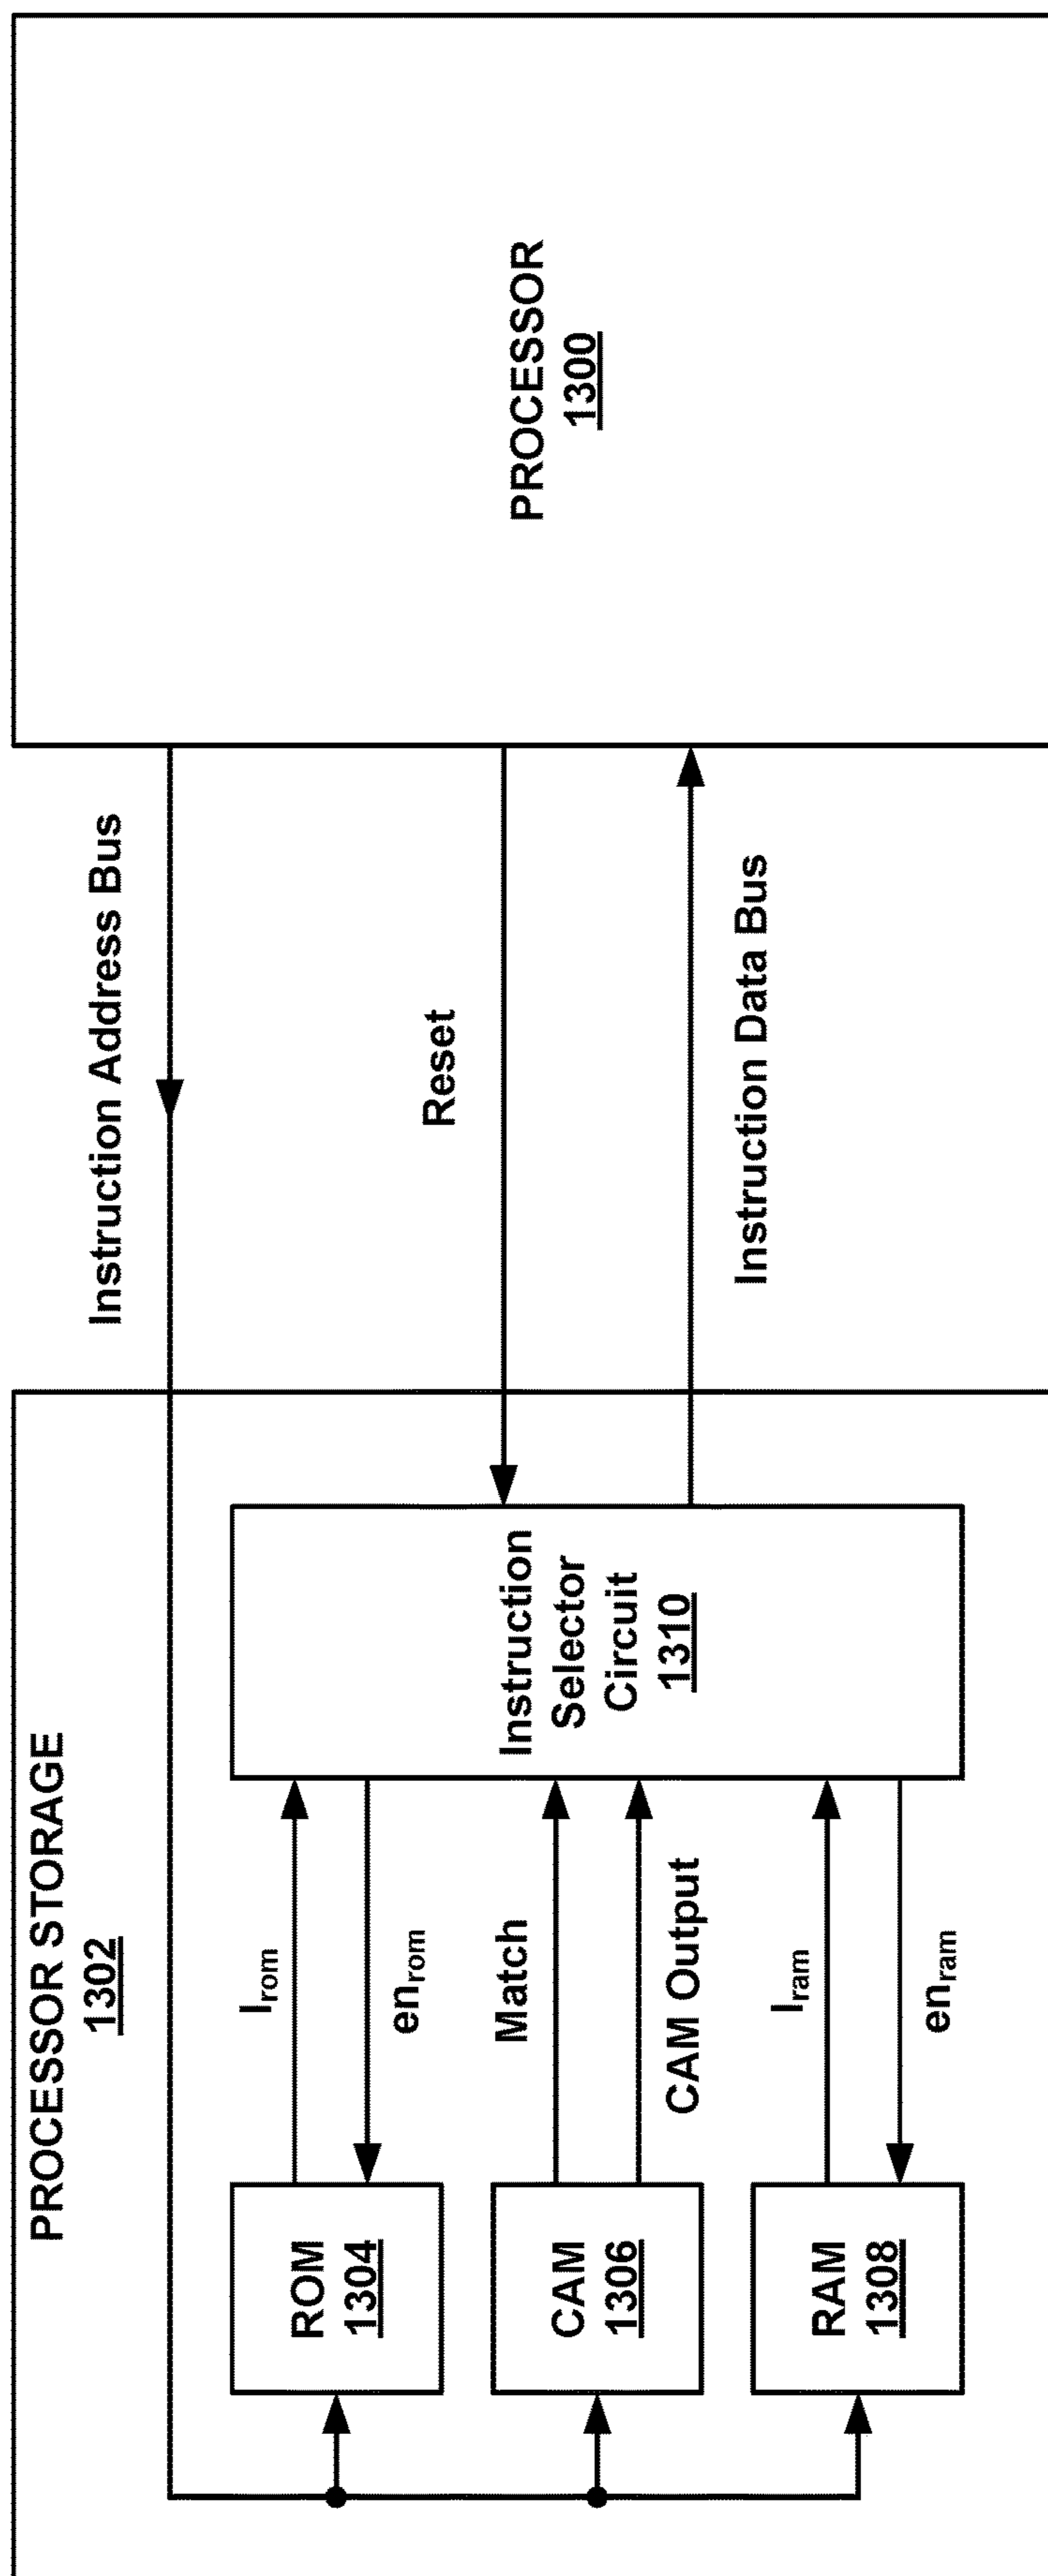 PROCESSOR STORAGE
1302
Instruction Address Bus
PROCESSOR
1300
ROM
1304
Irom
enrom
Instruction
Selector
Circuit
1310
Reset
CAM
1306
Match
CAM Output
Instruction Data Bus
RAM
1308
Iram
enram